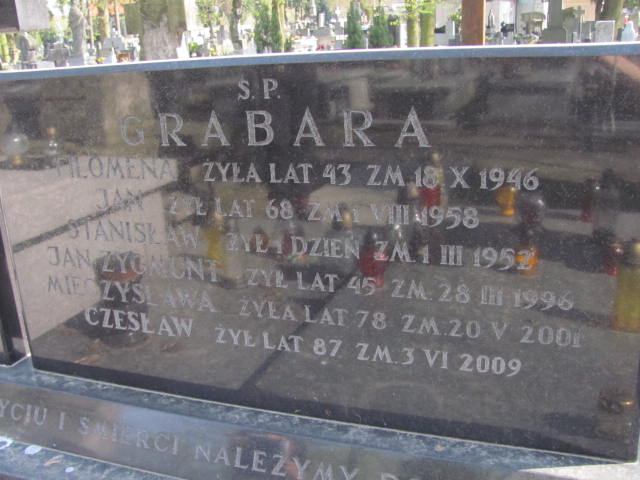 S.P.
GRABARA
FILOMENA ŻYŁA LAT 43 ZM 18 X 1946
JAN ŻYŁ LAT 68 ZM 1 VIII 1958
STANISŁAW ŻYŁ 1 DZIEŃ ZM. 1 III 1952
JAN ZYGMUNT ŻYŁ LAT 45 ZM. 28 III 1996
MIECZYSŁAWA ŻYŁA LAT 78 ZM. 20 V 2001
CZESŁAW ŻYŁ LAT 87 ZM. 3 VI 2009
YCIU I ŚMIERCI NALEŻYMY